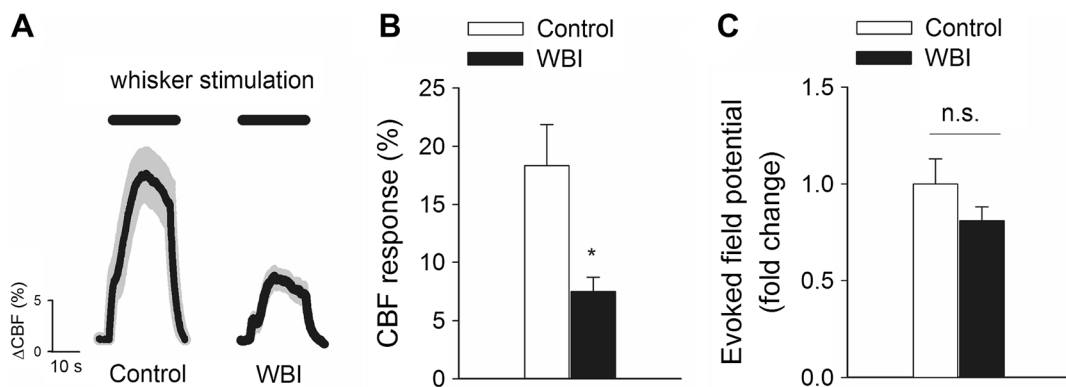 A
whisker stimulation
ΔCBF (%)
5
0
10 s
Control
WBI
B
Control
WBI
CBF response (%)
25
20
15
10
5
0
*
C
Control
WBI
Evoked field potential
(fold change)
1.5
1.0
0.5
0.0
n.s.